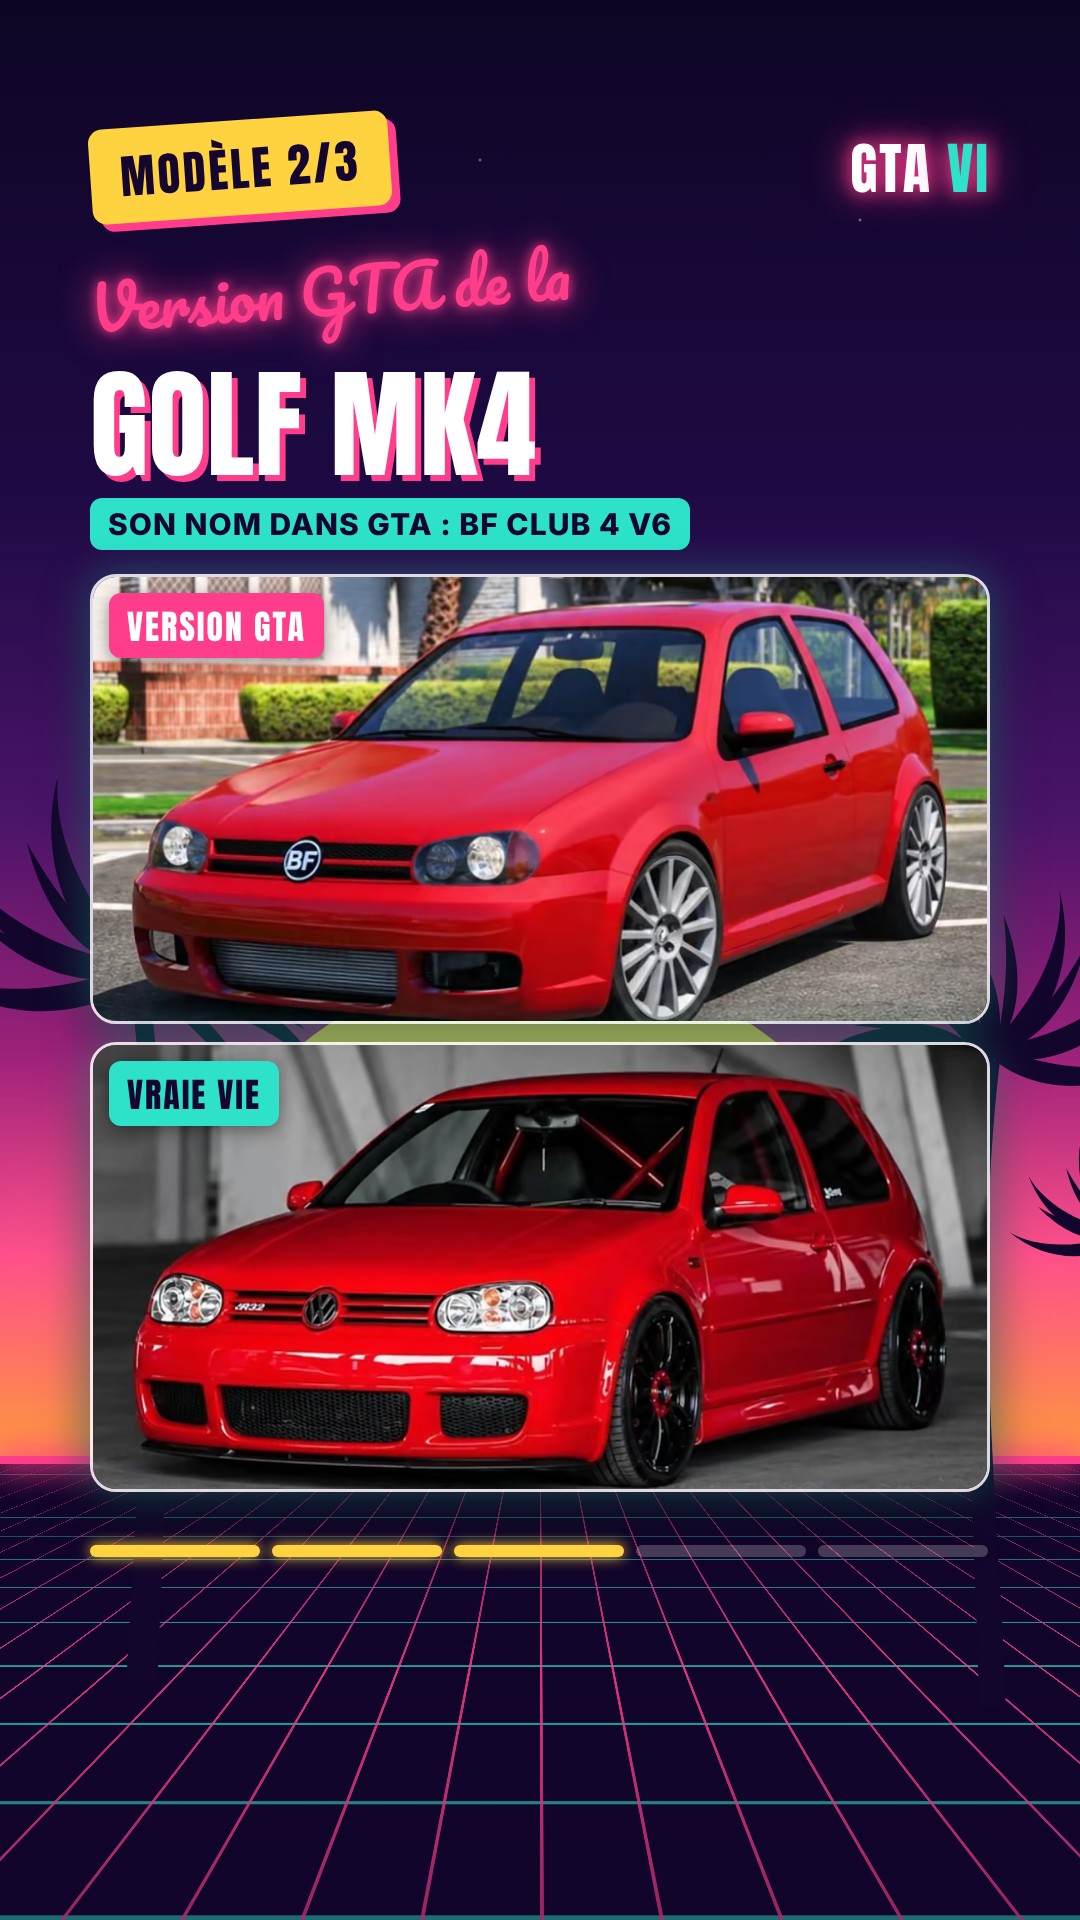 MODÈLE 2/3
GTA VI
Version GTA de la
GOLF MK4
SON NOM DANS GTA : BF CLUB 4 V6
VERSION GTA
BF
VRAIE VIE
R32